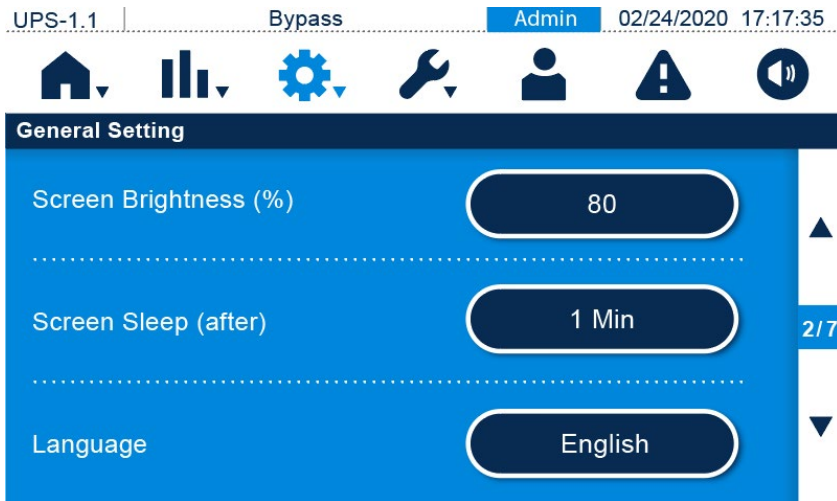 UPS-1.1 Bypass Admin 02/24/2020 17:17:35
General Setting
Screen Brightness (%) 80
Screen Sleep (after) 1 Min
2/7
Language English